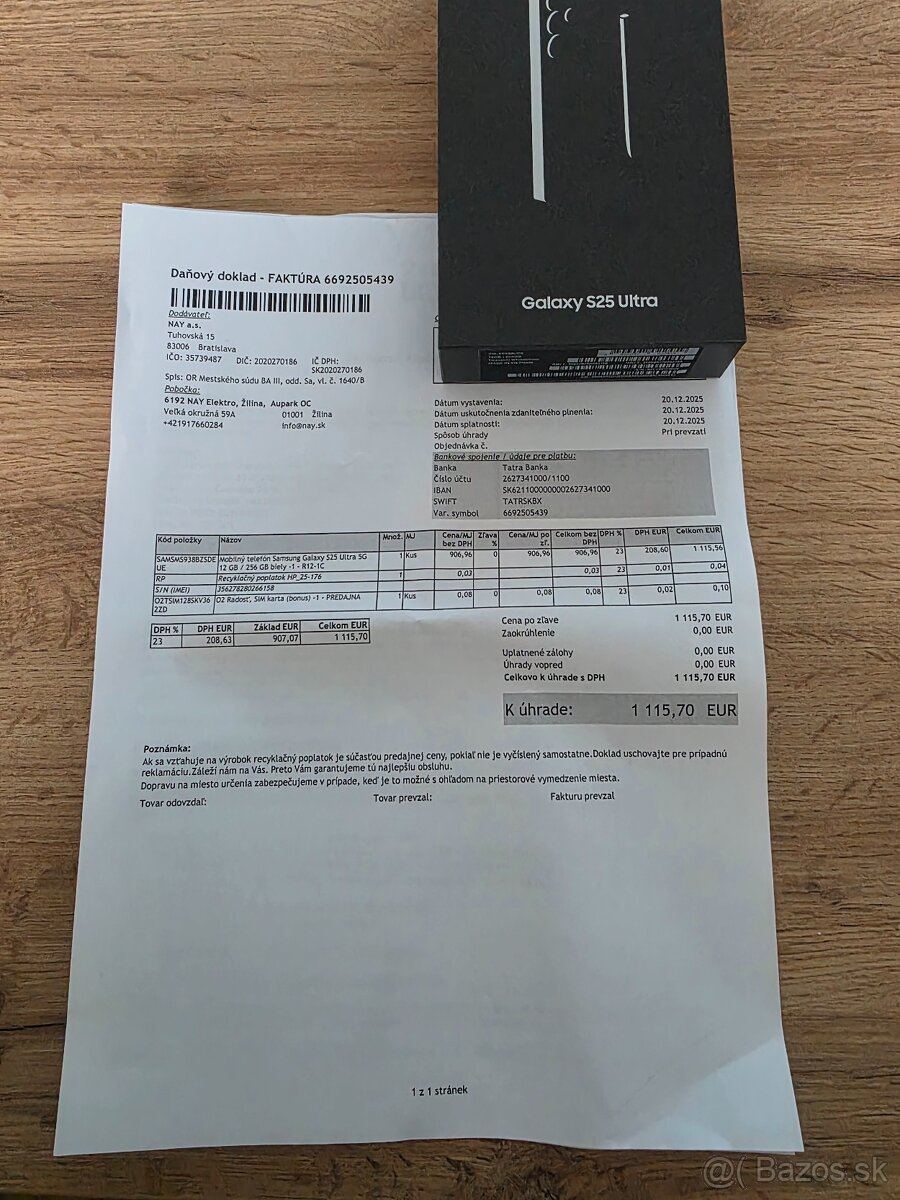 Galaxy S25 Ultra
Daňový doklad - FAKTÚRA 6692505439
Dodávateľ:
NAY a.s.
Tuhovská 15
83006 Bratislava
IČO: 35739487 DIČ: 2020270186 IČ DPH:
SK2020270186
Spis: OR Mestského súdu BA III, odd. Sa, vl. č. 1640/B
Pobočka:
6192 NAY Elektro, Žilina, Aupark OC
Veľká okružná 59A 01001 Žilina
+421917660284 info@nay.sk
Dátum vystavenia: 20.12.2025
Dátum uskutočnenia zdaniteľného plnenia: 20.12.2025
Dátum splatnosti: 20.12.2025
Spôsob úhrady Pri prevzatí
Objednávka č.
Bankové spojenie / údaje pre platbu:
Banka Tatra Banka
Číslo účtu 2627341000/1100
IBAN SK6211000000002627341000
SWIFT TATRSKBX
Var. symbol 6692505439
Kód položky Názov Množ. MJ Cena/MJ bez DPH Zľava % Cena/MJ po zľ. Celkom bez DPH DPH % DPH EUR Celkom EUR
SAMSMS938BZSDE Mobilný telefón Samsung Galaxy S25 Ultra 5G 1 Kus 906,96 0 906,96 906,96 23 208,60 1 115,56
UE 12 GB / 256 GB biely -1 - R12-1C
RP Recyklačný poplatok HP_25-176 1 0,03 0,03 23 0,01 0,04
S/N (IMEI) 356278280266158
O2TSIM128SKV36 O2 Radosť, SIM karta (bonus) -1 - PREDAJNA 1 Kus 0,08 0 0,08 0,08 23 0,02 0,10
2ZD
DPH % DPH EUR Základ EUR Celkom EUR
23 208,63 907,07 1 115,70
Cena po zľave 1 115,70 EUR
Zaokrúhlenie 0,00 EUR
Uplatnené zálohy 0,00 EUR
Úhrady vopred 0,00 EUR
Celkovo k úhrade s DPH 1 115,70 EUR
K úhrade: 1 115,70 EUR
Poznámka:
Ak sa vzťahuje na výrobok recyklačný poplatok je súčasťou predajnej ceny, pokiaľ nie je vyčíslený samostatne.Doklad uschovajte pre prípadnú
reklamáciu.Záleží nám na Vás. Preto Vám garantujeme tú najlepšiu obsluhu.
Dopravu na miesto určenia zabezpečujeme v prípade, keď je to možné s ohľadom na priestorové vymedzenie miesta.
Tovar odovzdaľ: Tovar prevzal: Fakturu prevzal
1 z 1 stránek
@( Bazos.sk